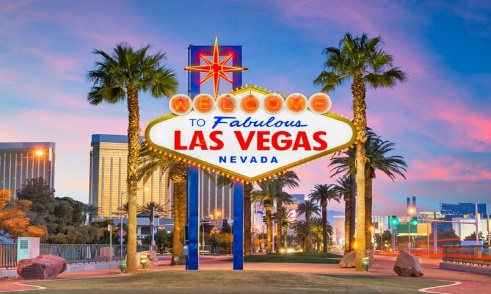 WELCOME
TO Fabulous
LAS VEGAS
NEVADA